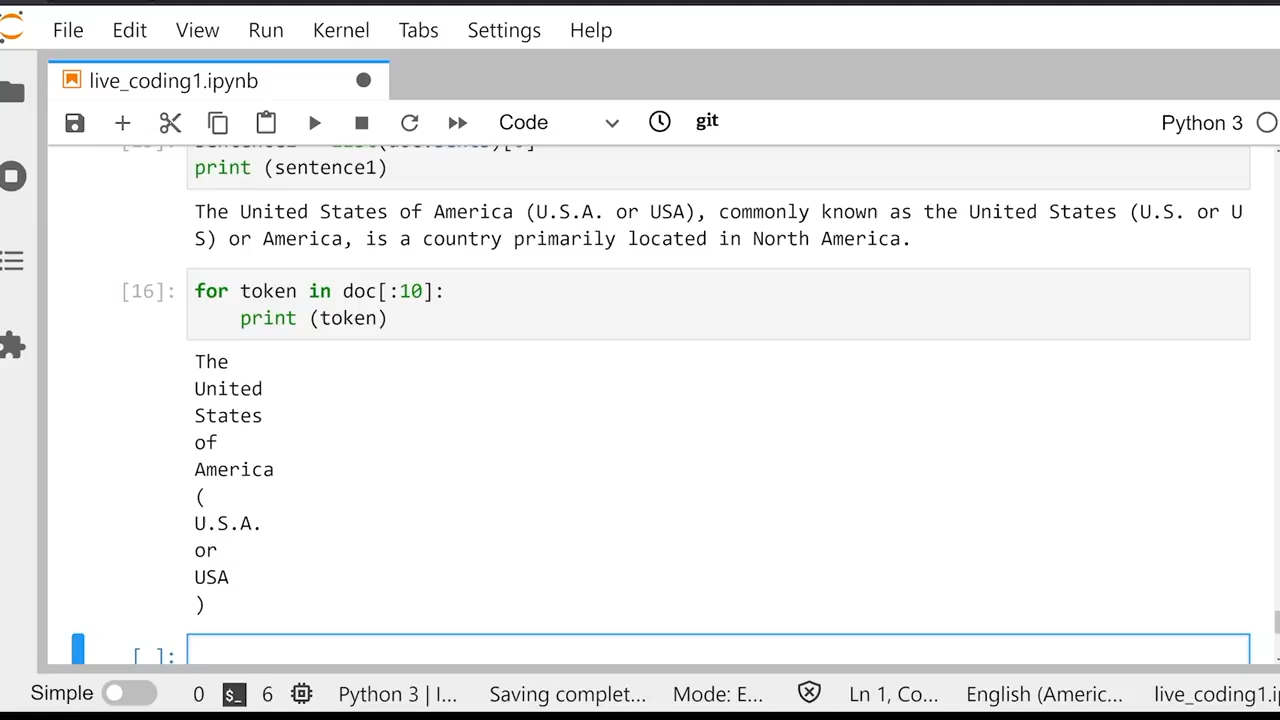 File Edit View Run Kernel Tabs Settings Help
live_coding1.ipynb
Code git Python 3
print (sentence1)
The United States of America (U.S.A. or USA), commonly known as the United States (U.S. or U
S) or America, is a country primarily located in North America.
[16]: for token in doc[:10]:
print (token)
The
United
States
of
America
(
U.S.A.
or
USA
)
[ ]:
Simple 0 $_ 6 Python 3 | I... Saving complet... Mode: E... Ln 1, Co... English (Americ... live_coding1.i